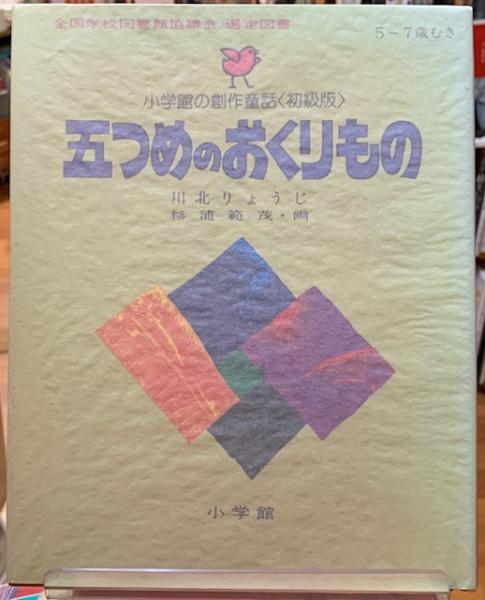 全国学校図書館協議会 選定図書
5～7歳むき
小学館の創作童話〈初級版〉
五つめのおくりもの
川北りょうじ
杉浦範茂・画
小学館